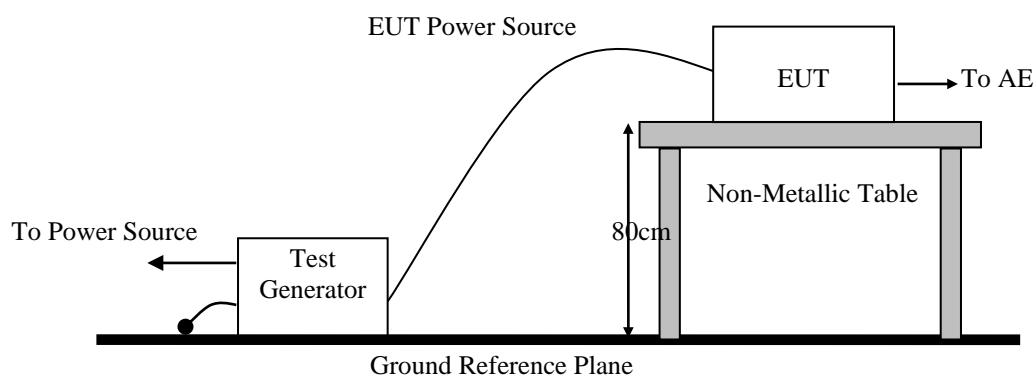 EUT Power Source
EUT
To AE
Non-Metallic Table
To Power Source
80cm
Test
Generator
Ground Reference Plane